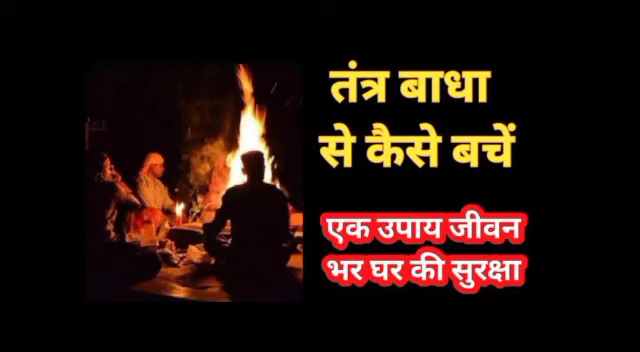 तंत्र बाधा
से कैसे बचें
एक उपाय जीवन
भर घर की सुरक्षा